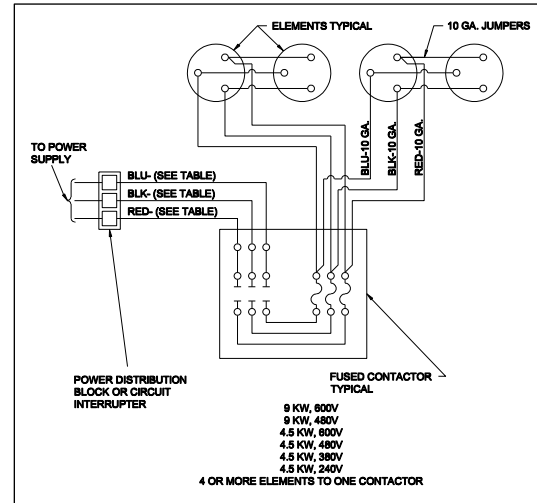 ELEMENTS TYPICAL
10 GA. JUMPERS
BLU-10 GA.
BLK-10 GA.
RED-10 GA.
TO POWER
SUPPLY
BLU- (SEE TABLE)
BLK- (SEE TABLE)
RED- (SEE TABLE)
POWER DISTRIBUTION
BLOCK OR CIRCUIT
INTERRUPTER
FUSED CONTACTOR
TYPICAL
9 KW, 600V
9 KW, 480V
4.5 KW, 600V
4.5 KW, 480V
4.5 KW, 380V
4.5 KW, 240V
4 OR MORE ELEMENTS TO ONE CONTACTOR